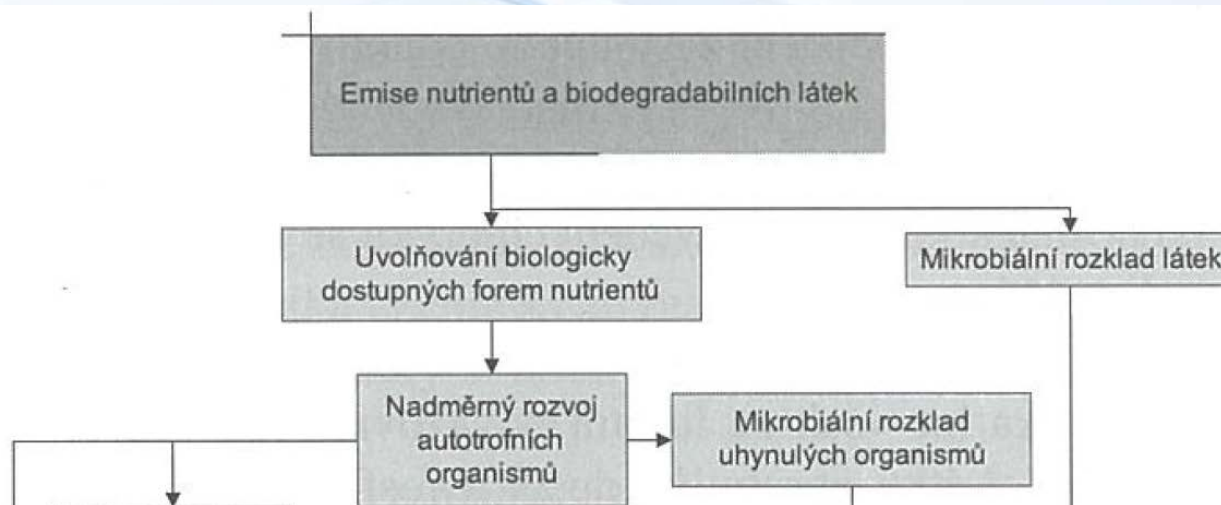 Emise nutrientů a biodegradabilních látek
Uvolňování biologicky
dostupných forem nutrientů
Mikrobiální rozklad látek
Nadměrný rozvoj
autotrofních
organismů
Mikrobiální rozklad
uhynulých organismů